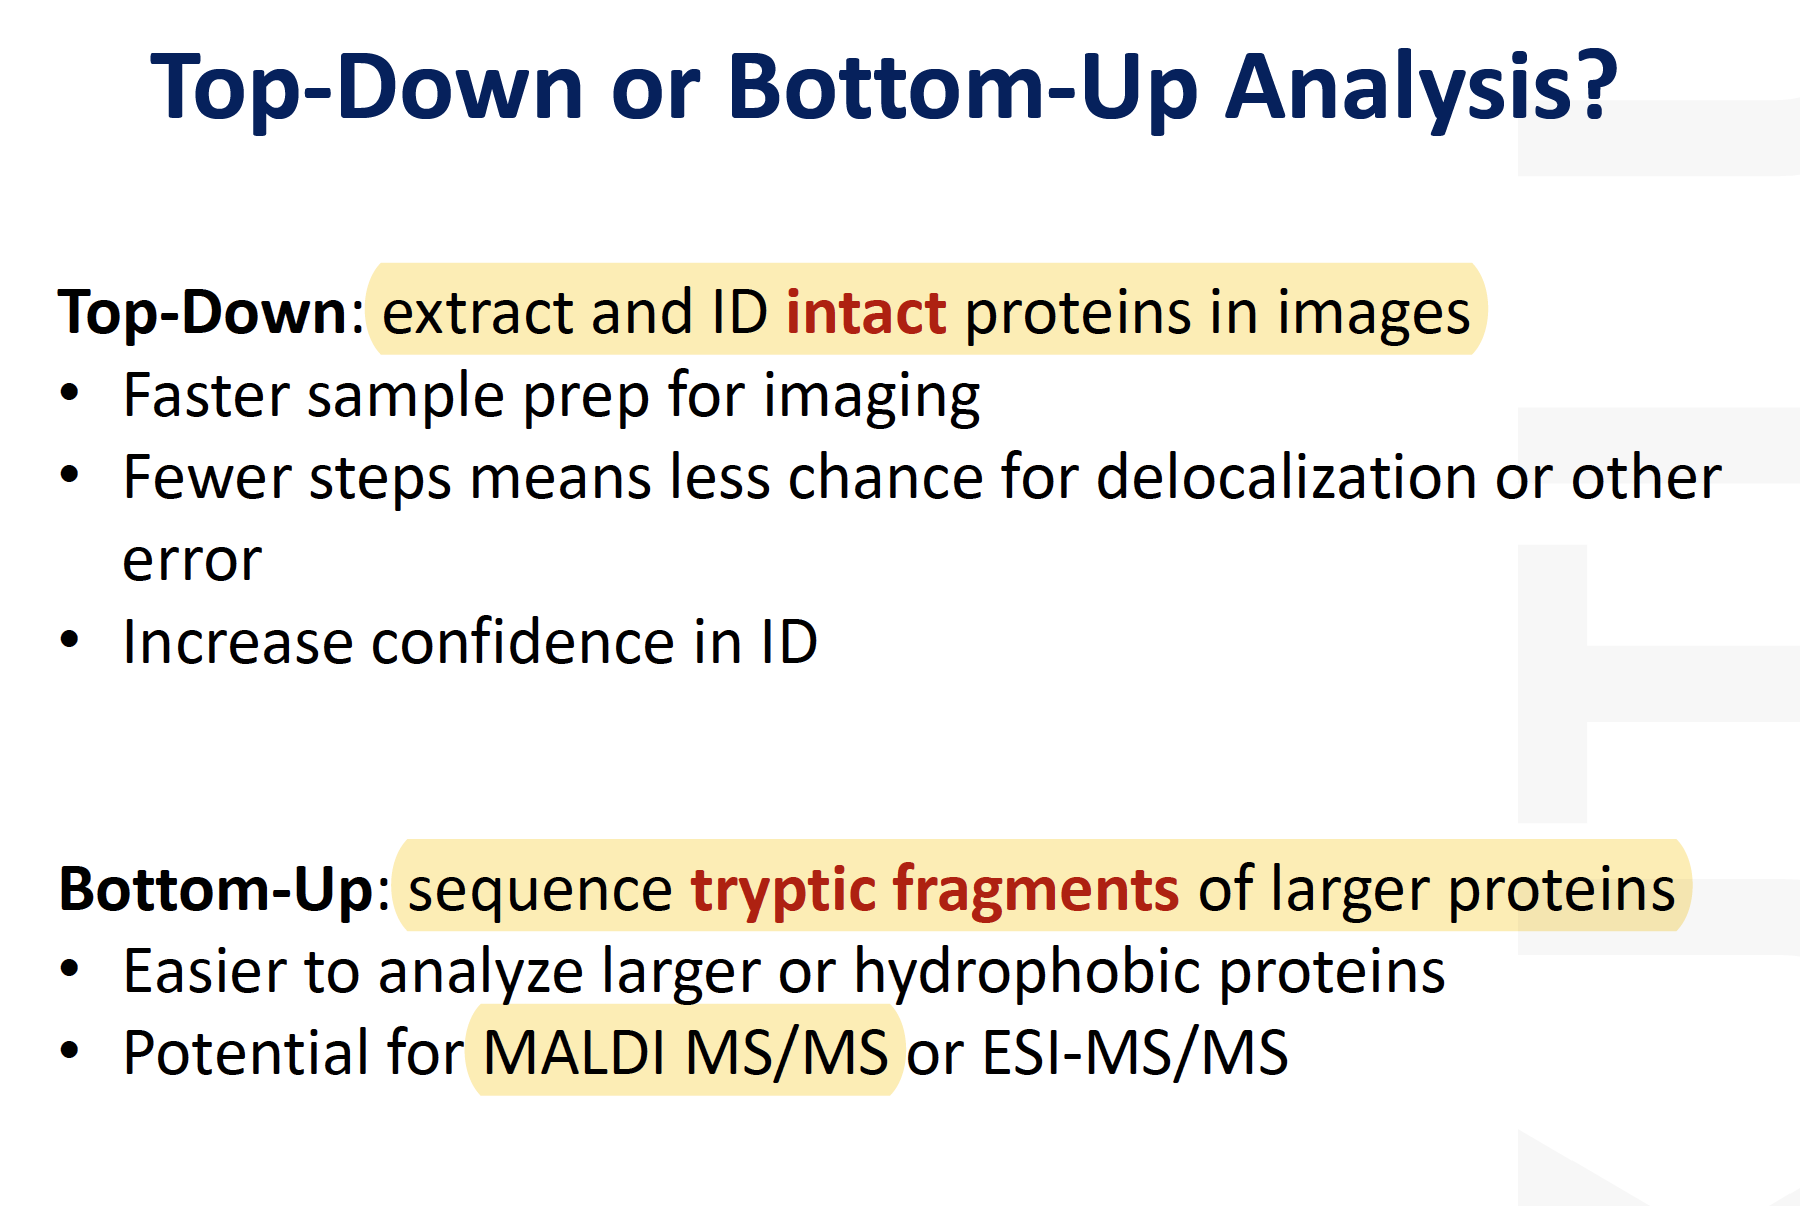 Top-Down or Bottom-Up Analysis?
Top-Down: extract and ID intact proteins in images
• Faster sample prep for imaging
• Fewer steps means less chance for delocalization or other
error
• Increase confidence in ID
Bottom-Up: sequence tryptic fragments of larger proteins
• Easier to analyze larger or hydrophobic proteins
• Potential for MALDI MS/MS or ESI-MS/MS